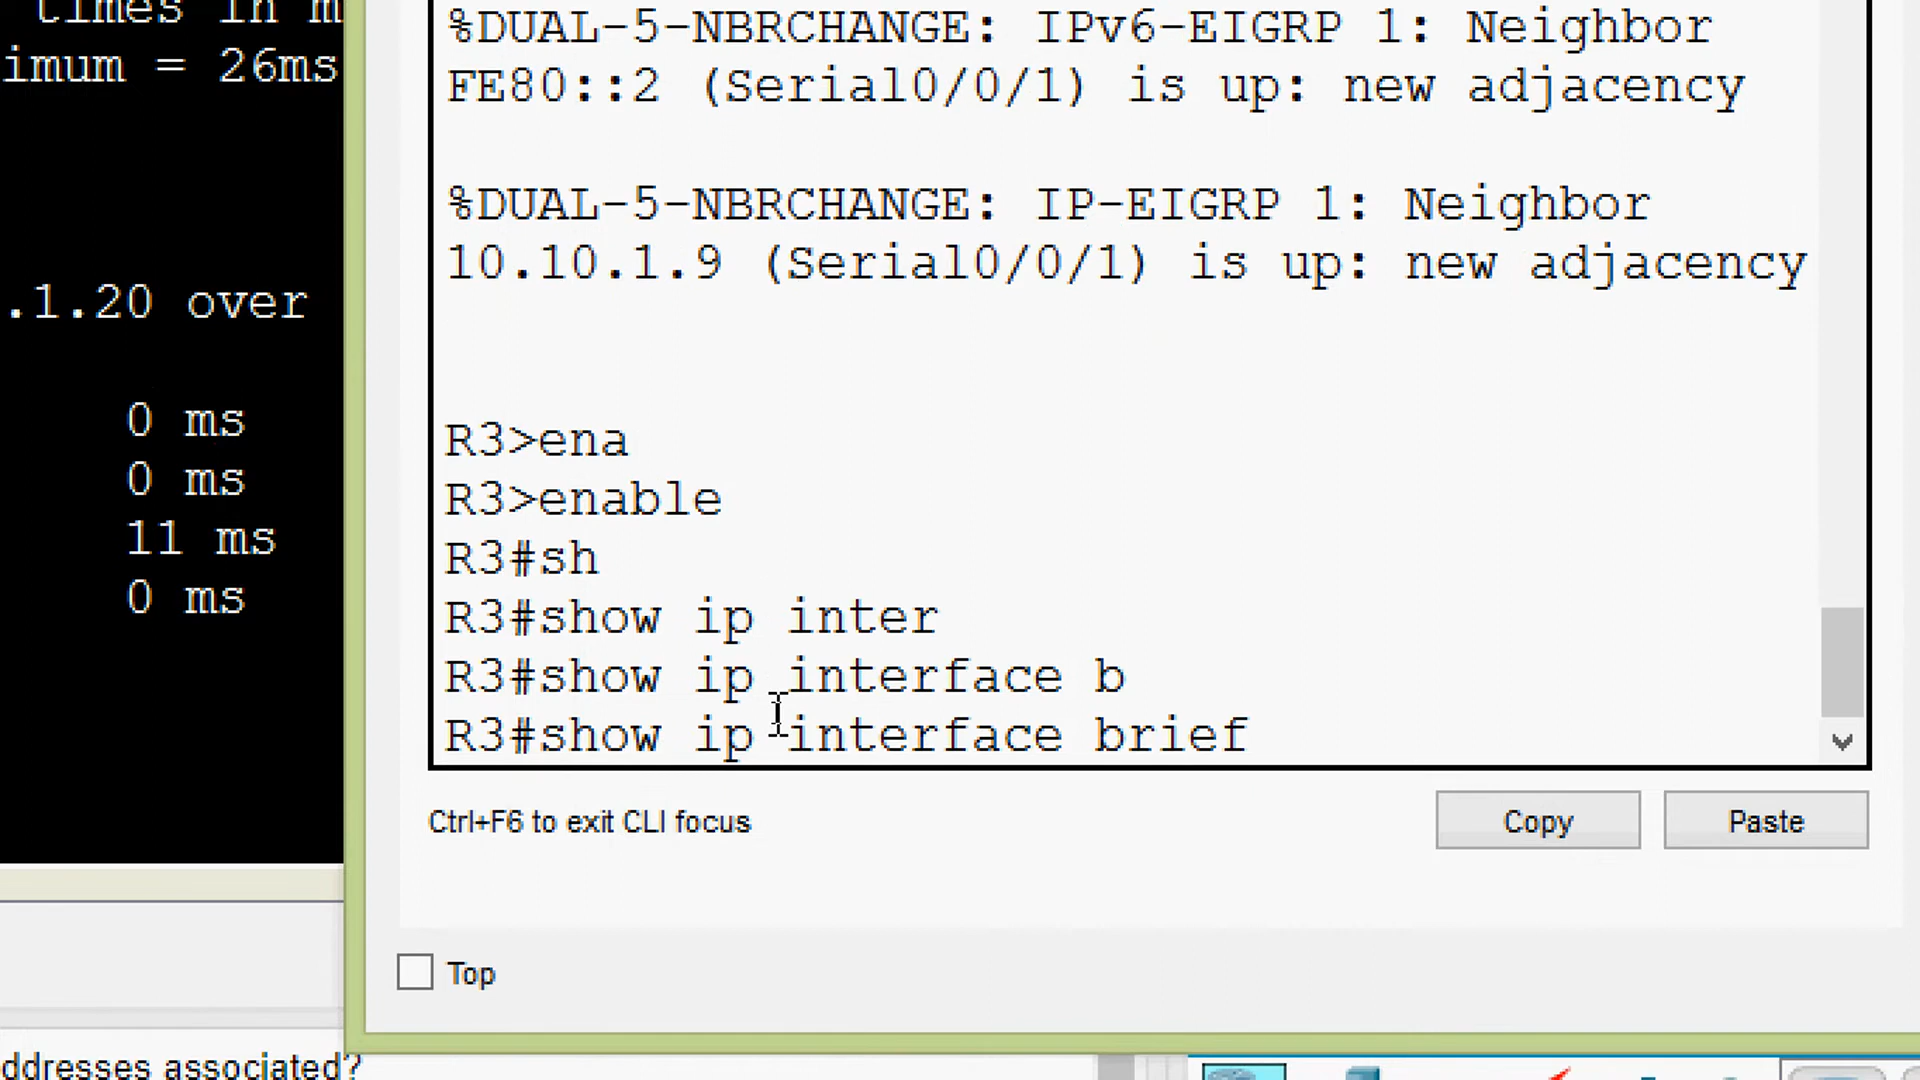 times in m
imum = 26ms
.1.20 over
0 ms
0 ms
11 ms
0 ms
%DUAL-5-NBRCHANGE: IPv6-EIGRP 1: Neighbor
FE80::2 (Serial0/0/1) is up: new adjacency
%DUAL-5-NBRCHANGE: IP-EIGRP 1: Neighbor
10.10.1.9 (Serial0/0/1) is up: new adjacency
R3>ena
R3>enable
R3#sh
R3#show ip inter
R3#show ip interface b
R3#show ip interface brief
Ctrl+F6 to exit CLI focus
Copy
Paste
Top
ddresses associated?